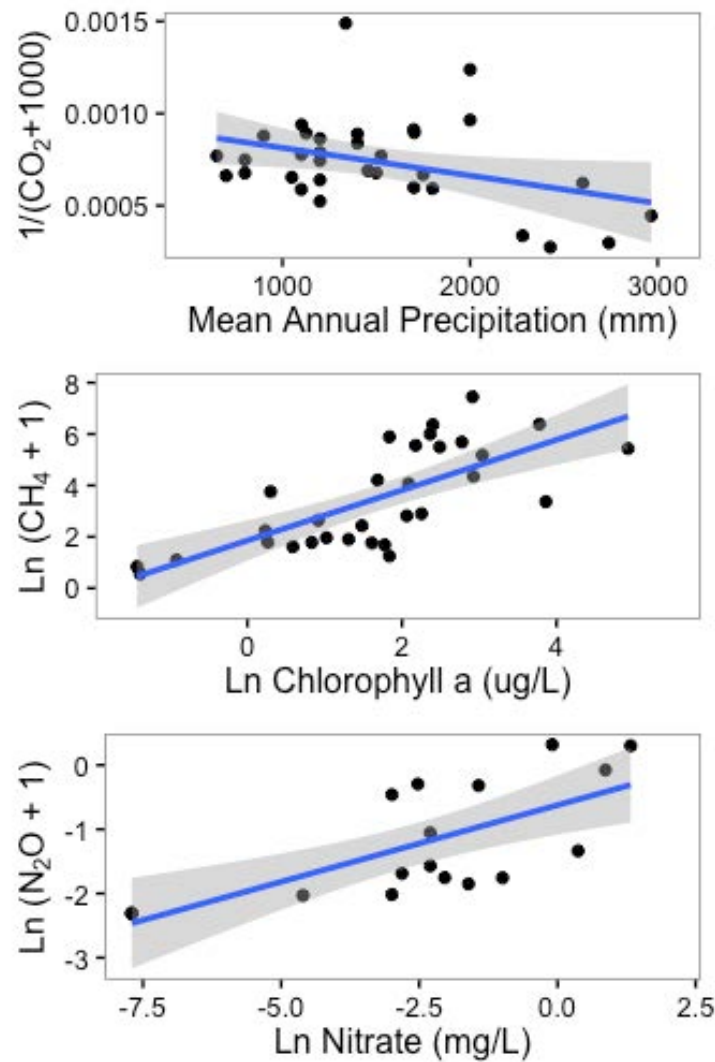 0.0015
0.0010
0.0005
1/(CO₂+1000)
1000 2000 3000
Mean Annual Precipitation (mm)
8
6
4
2
0
Ln (CH₄ + 1)
0 2 4
Ln Chlorophyll a (ug/L)
0
-1
-2
-3
Ln (N₂O + 1)
-7.5 -5.0 -2.5 0.0 2.5
Ln Nitrate (mg/L)